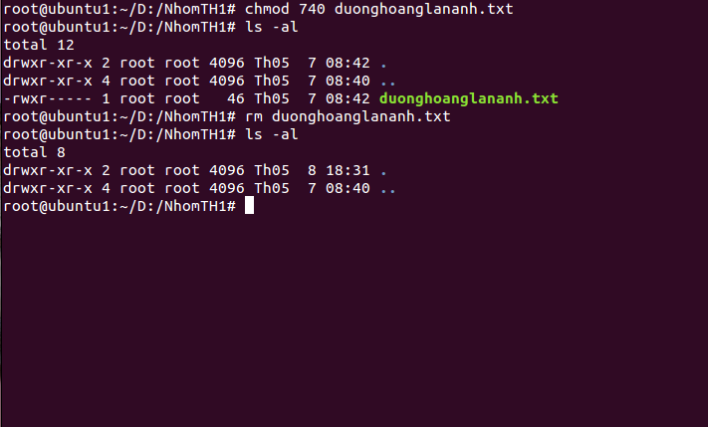 root@ubuntu1:~/D:/NhomTH1# chmod 740 duonghoanglananh.txt
root@ubuntu1:~/D:/NhomTH1# ls -al
total 12
drwxr-xr-x 2 root root 4096 Th05  7 08:42 .
drwxr-xr-x 4 root root 4096 Th05  7 08:40 ..
-rwxr----- 1 root root   46 Th05  7 08:42 duonghoanglananh.txt
root@ubuntu1:~/D:/NhomTH1# rm duonghoanglananh.txt
root@ubuntu1:~/D:/NhomTH1# ls -al
total 8
drwxr-xr-x 2 root root 4096 Th05  8 18:31 .
drwxr-xr-x 4 root root 4096 Th05  7 08:40 ..
root@ubuntu1:~/D:/NhomTH1#